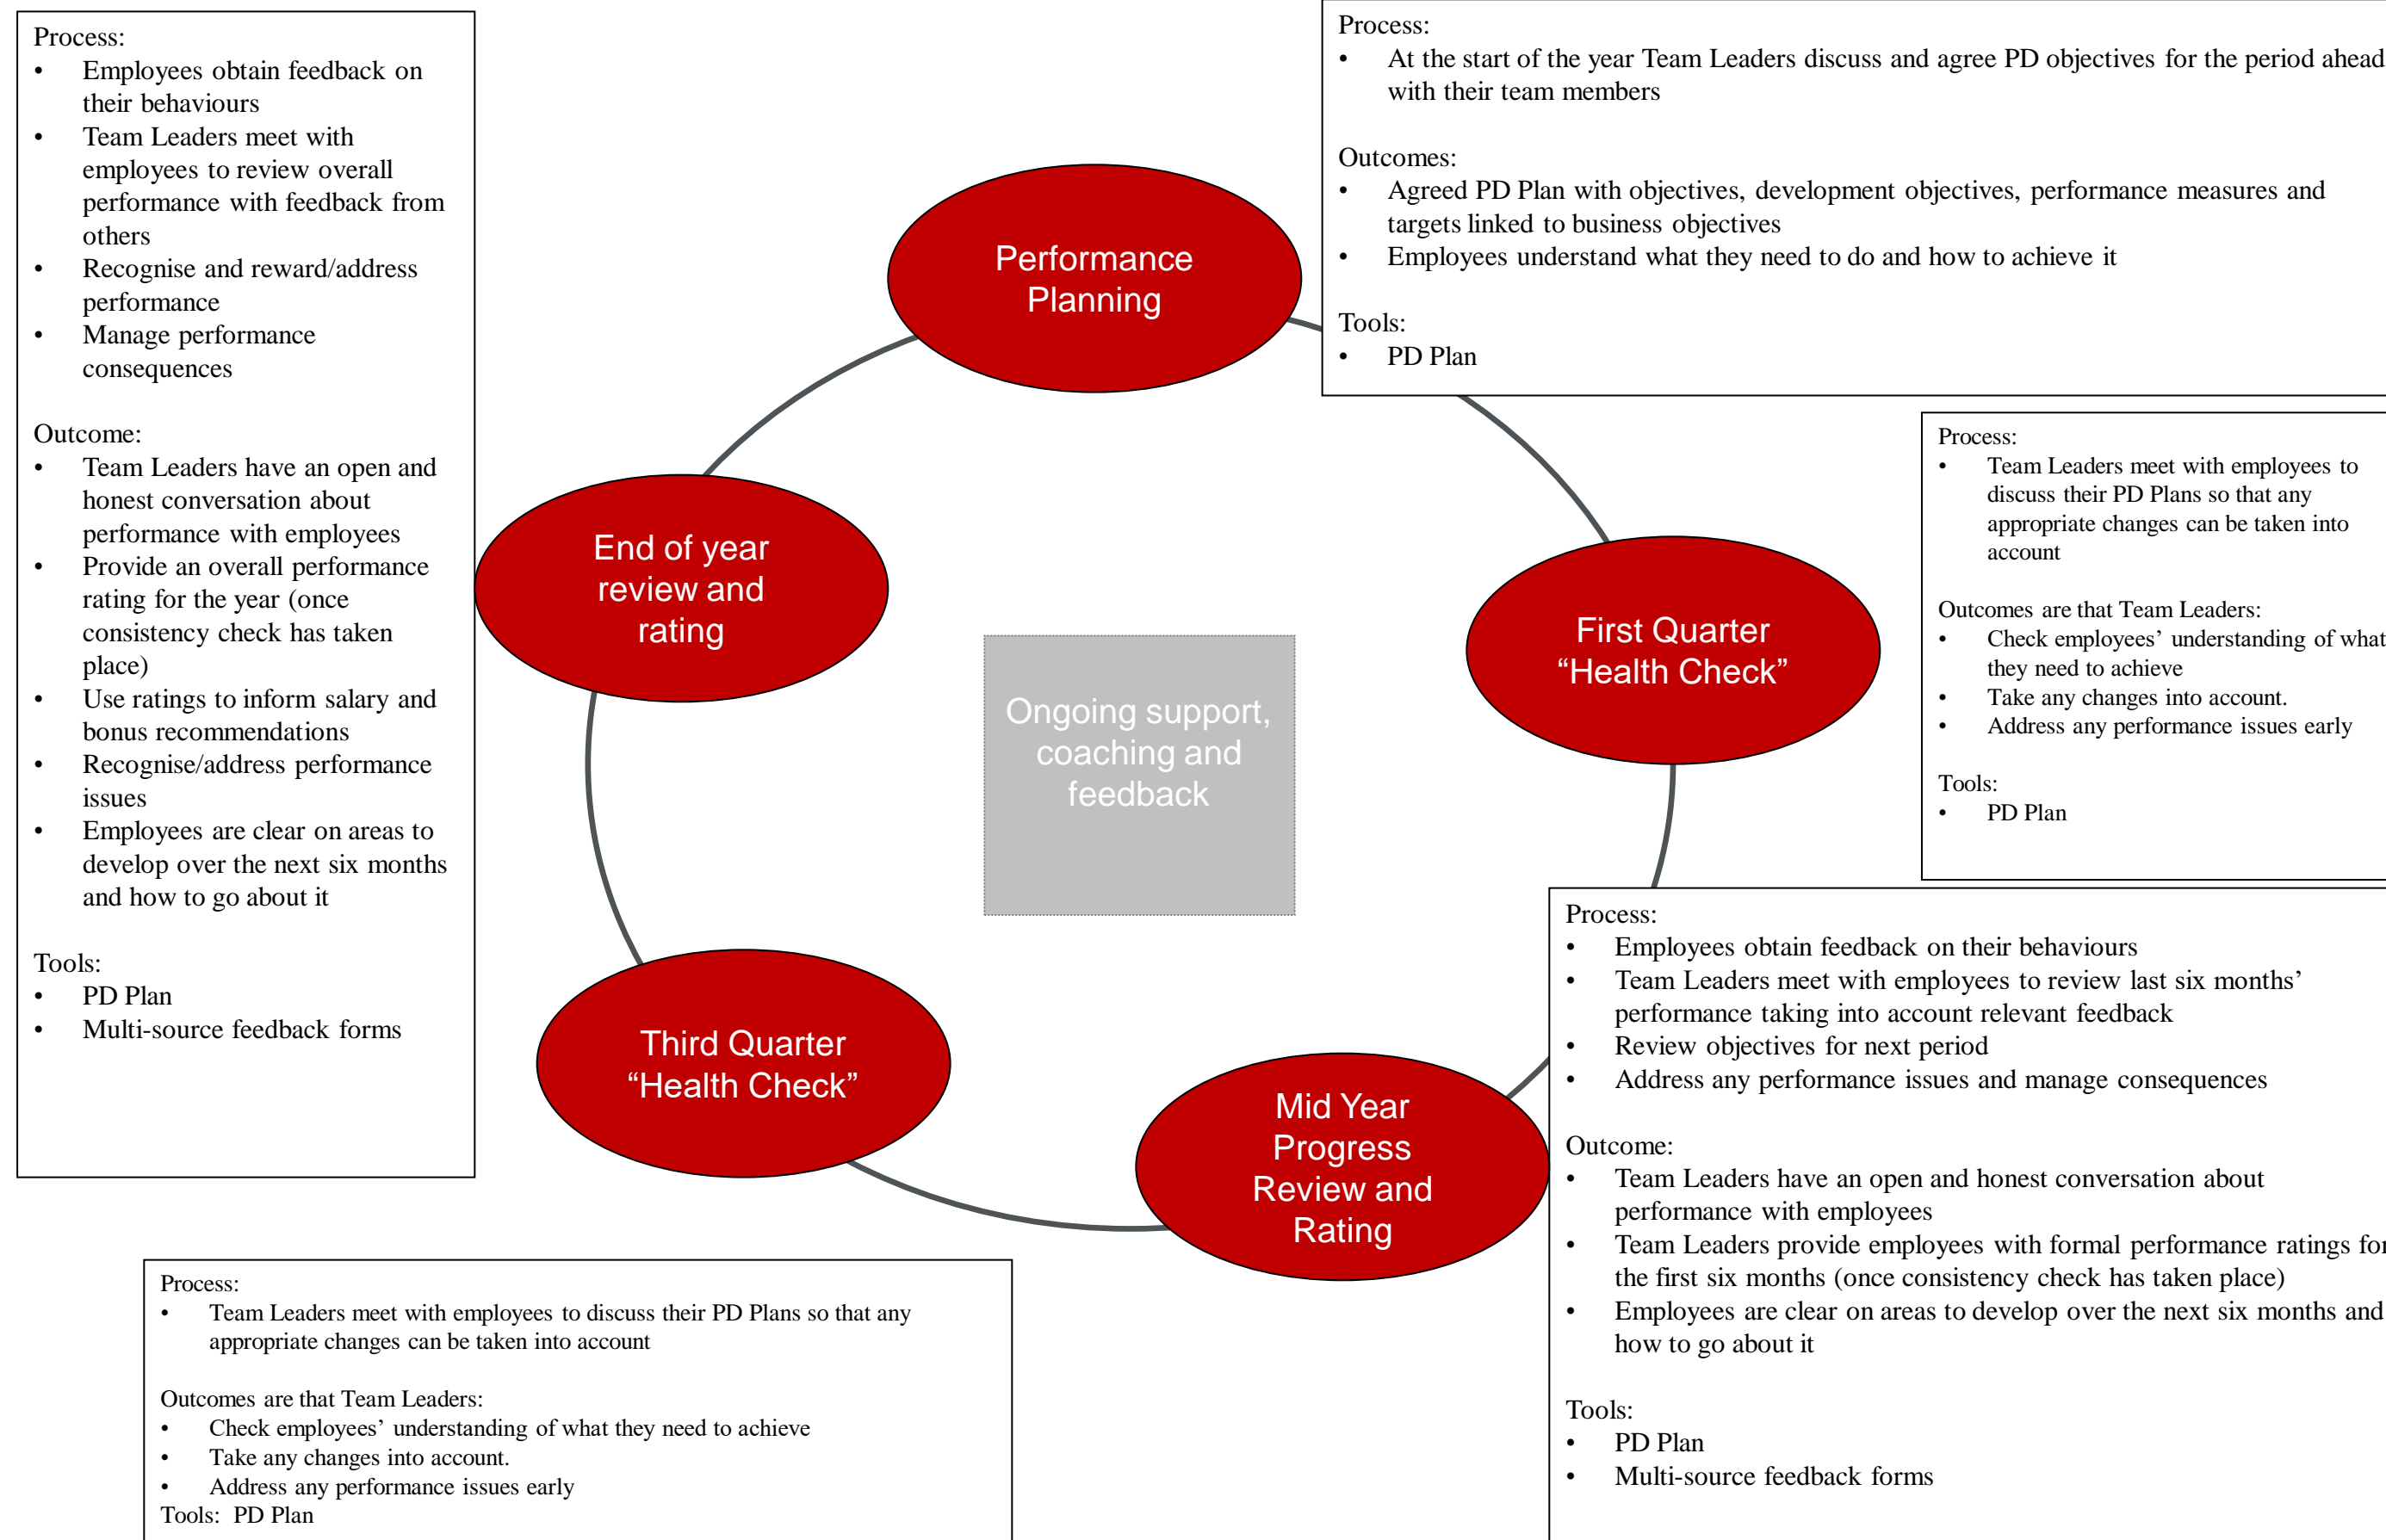 Process:
• Employees obtain feedback on
their behaviours
• Team Leaders meet with
employees to review overall
performance with feedback from
others
• Recognise and reward/address
performance
• Manage performance
consequences
Outcome:
• Team Leaders have an open and
honest conversation about
performance with employees
• Provide an overall performance
rating for the year (once
consistency check has taken
place)
• Use ratings to inform salary and
bonus recommendations
• Recognise/address performance
issues
• Employees are clear on areas to
develop over the next six months
and how to go about it
Tools:
• PD Plan
• Multi-source feedback forms
Performance
Planning
Process:
• At the start of the year Team Leaders discuss and agree PD objectives for the period ahead
with their team members
Outcomes:
• Agreed PD Plan with objectives, development objectives, performance measures and
targets linked to business objectives
• Employees understand what they need to do and how to achieve it
Tools:
• PD Plan
End of year
review and
rating
Ongoing support,
coaching and
feedback
First Quarter
“Health Check”
Process:
• Team Leaders meet with employees to
discuss their PD Plans so that any
appropriate changes can be taken into
account
Outcomes are that Team Leaders:
• Check employees’ understanding of what
they need to achieve
• Take any changes into account.
• Address any performance issues early
Tools:
• PD Plan
Third Quarter
“Health Check”
Mid Year
Progress
Review and
Rating
Process:
• Employees obtain feedback on their behaviours
• Team Leaders meet with employees to review last six months’
performance taking into account relevant feedback
• Review objectives for next period
• Address any performance issues and manage consequences
Outcome:
• Team Leaders have an open and honest conversation about
performance with employees
• Team Leaders provide employees with formal performance ratings for
the first six months (once consistency check has taken place)
• Employees are clear on areas to develop over the next six months and
how to go about it
Tools:
• PD Plan
• Multi-source feedback forms
Process:
• Team Leaders meet with employees to discuss their PD Plans so that any
appropriate changes can be taken into account
Outcomes are that Team Leaders:
• Check employees’ understanding of what they need to achieve
• Take any changes into account.
• Address any performance issues early
Tools: PD Plan